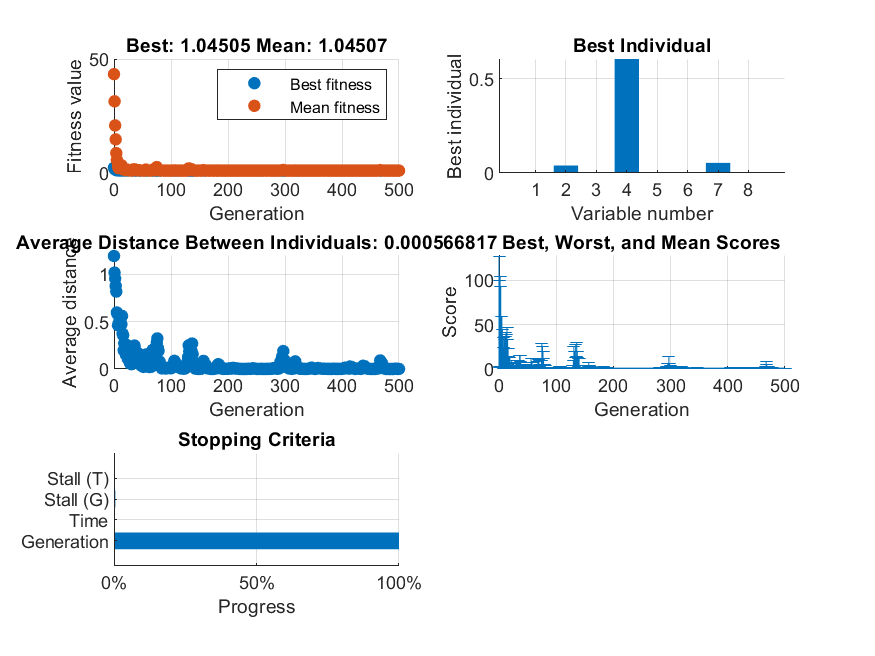 Best: 1.04505 Mean: 1.04507
Fitness value
50
0
Best fitness
Mean fitness
0 100 200 300 400 500
Generation
Best Individual
Best individual
0.5
0
1 2 3 4 5 6 7 8
Variable number
Average Distance Between Individuals: 0.000566817
Average distance
1
0.5
0
0 100 200 300 400 500
Generation
Best, Worst, and Mean Scores
Score
100
50
0
0 100 200 300 400 500
Generation
Stopping Criteria
Stall (T)
Stall (G)
Time
Generation
0% 50% 100%
Progress